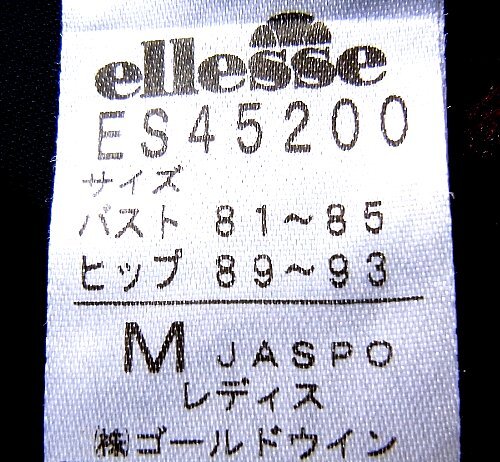 ellesse
ES45200
サイズ
バスト 81～85
ヒップ 89～93
M JASPO
レディス
㈱ゴールドウイン